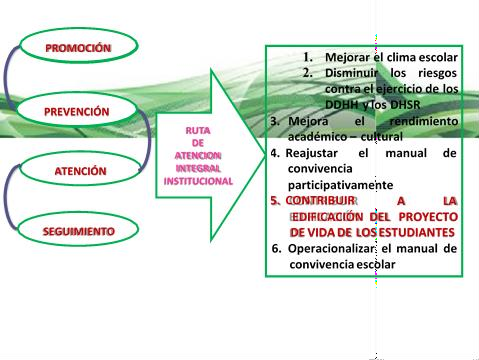 PROMOCIÓN
PREVENCIÓN
ATENCIÓN
SEGUIMIENTO
RUTA
DE
ATENCION
INTEGRAL
INSTITUCIONAL
1. Mejorar el clima escolar
2. Disminuir los riesgos
contra el ejercicio de los
DDHH y los DHSR
3. Mejora el rendimiento
académico – cultural
4. Reajustar el manual de
convivencia
participativamente
5. CONTRIBUIR A LA
EDIFICACIÓN DEL PROYECTO
DE VIDA DE LOS ESTUDIANTES
6. Operacionalizar el manual de
convivencia escolar